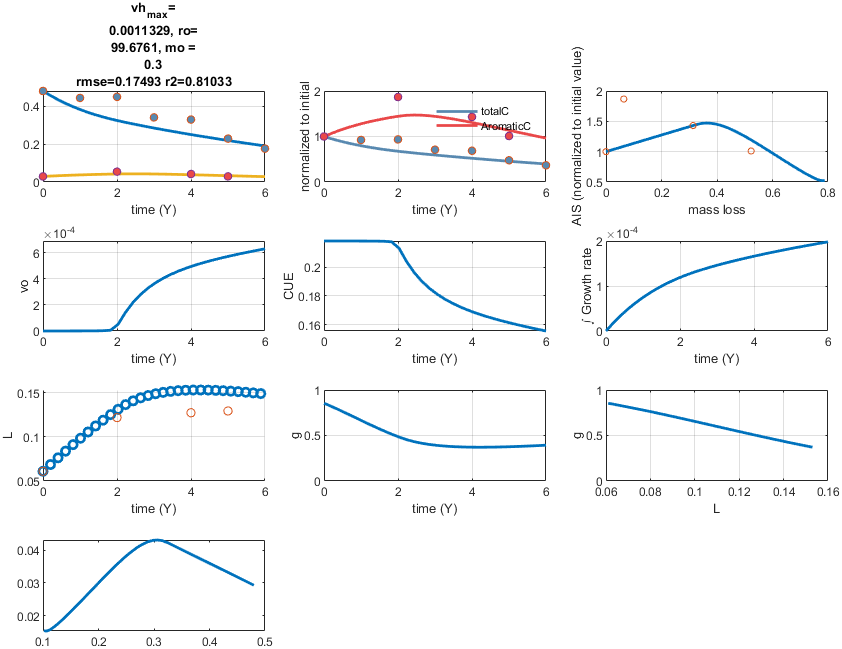 vh_max=
0.0011329, ro=
99.6761, mo =
0.3
rmse=0.17493 r2=0.81033
0.4
0.2
0
0 2 4 6
time (Y)
normalized to initial
2
1
0
totalC
AromaticC
0 2 4 6
time (Y)
AIS (normalized to initial value)
2
1.5
1
0.5
0 0.2 0.4 0.6 0.8
mass loss
×10^-4
vo
6
4
2
0
0 2 4 6
time (Y)
CUE
0.2
0.18
0.16
0 2 4 6
time (Y)
×10^-4
∫ Growth rate
2
1
0
0 2 4 6
time (Y)
L
0.15
0.1
0.05
0 2 4 6
time (Y)
g
1
0.5
0
0 2 4 6
time (Y)
g
1
0.5
0
0.06 0.08 0.1 0.12 0.14 0.16
L
0.04
0.03
0.02
0.1 0.2 0.3 0.4 0.5